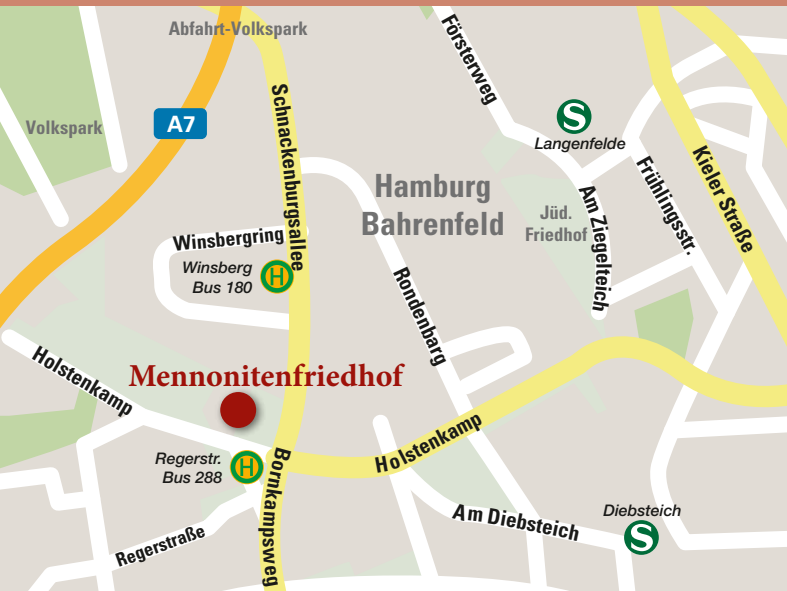 Abfahrt-Volkspark
Försterweg
Volkspark
A7
Schnackenburgsallee
S
Langenfelde
Kieler Straße
Frühlingsstr.
Hamburg
Bahrenfeld
Jüd.
Friedhof
Am Ziegelteich
Winsbergring
Winsberg
Bus 180
H
Rondenbarg
Holstenkamp
Mennonitenfriedhof
Holstenkamp
Regerstr.
Bus 288
H
Bornkampsweg
Regerstraße
Am Diebsteich
Diebsteich
S